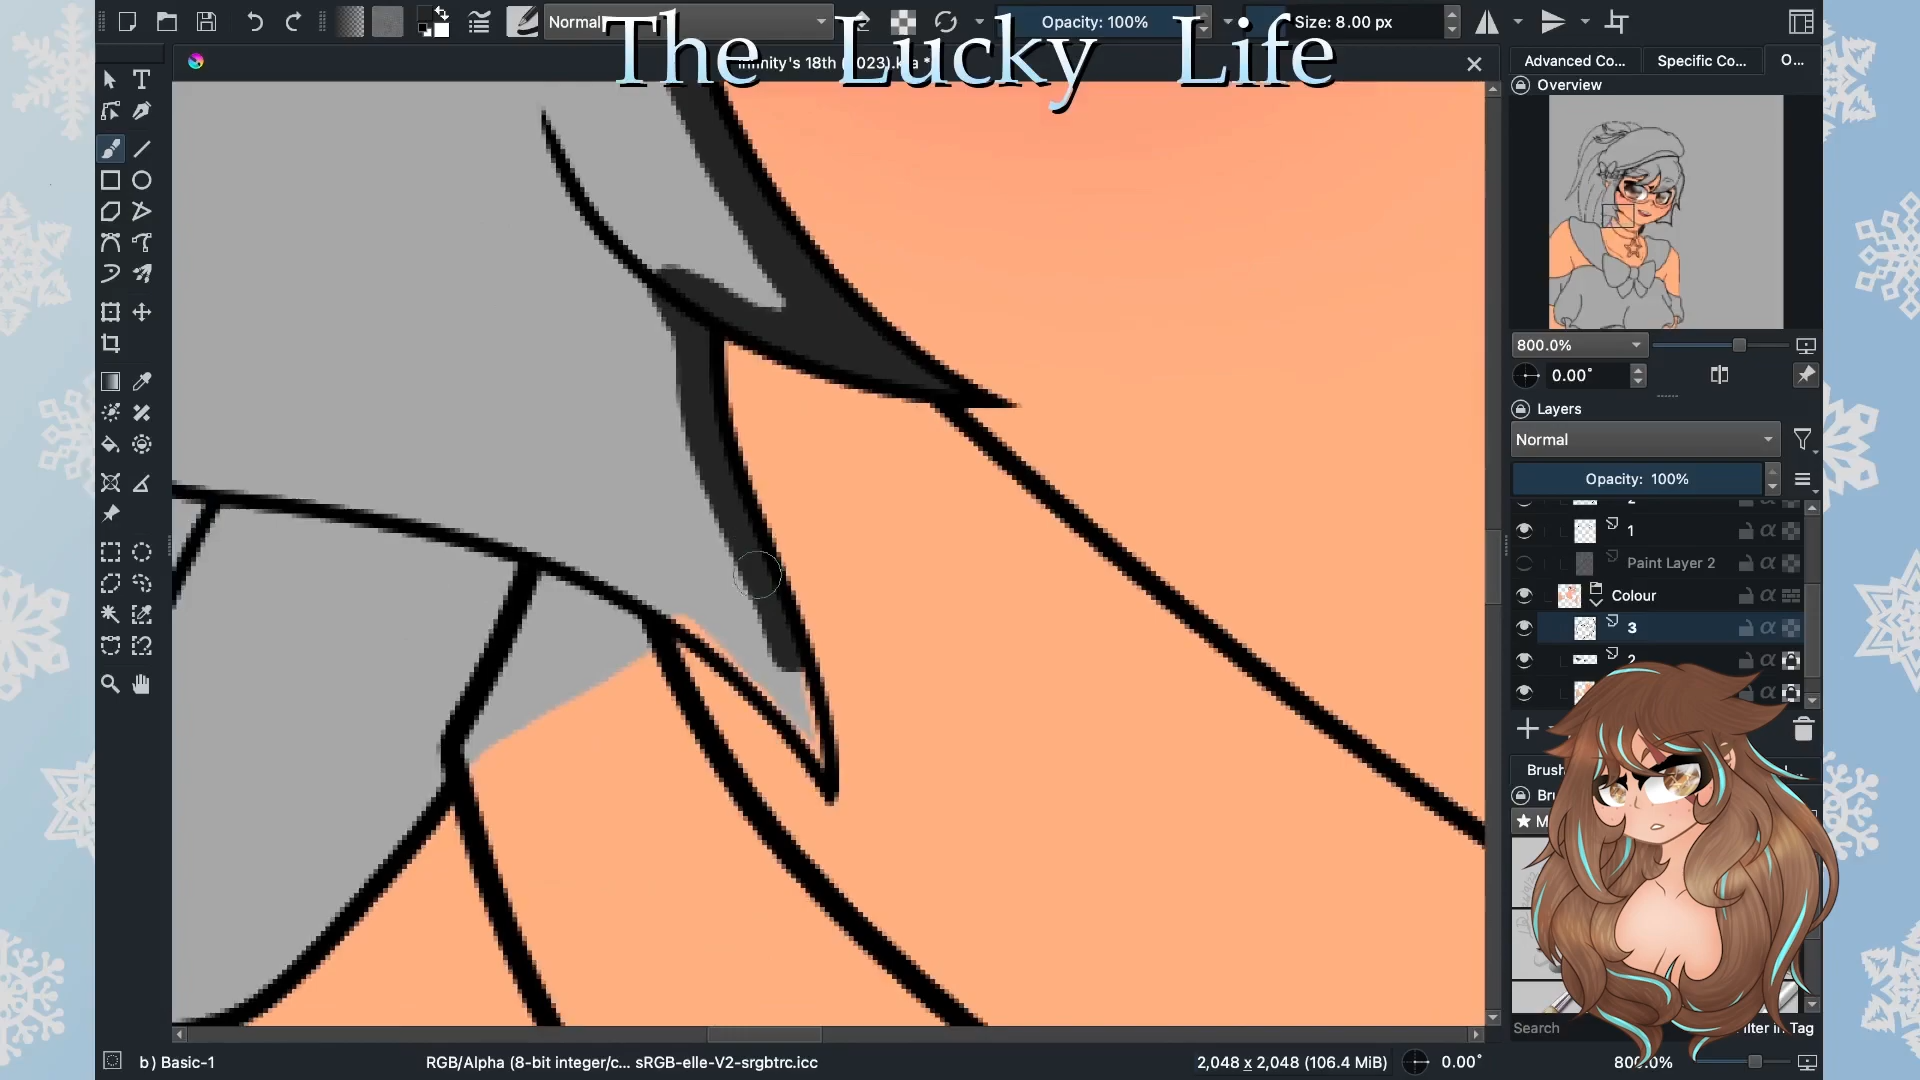 Normal
Opacity: 100%
Size: 8.00 px
The Lucky Life
Advanced Co...
Specific Co...
O...
Overview
800.0%
0.00°
Layers
Normal
Opacity: 100%
2
1
Paint Layer 2
Colour
3
2
Search
b) Basic-1
RGB/Alpha (8-bit integer/c... sRGB-elle-V2-srgbtrc.icc
2,048 x 2,048 (106.4 MiB)
0.00°